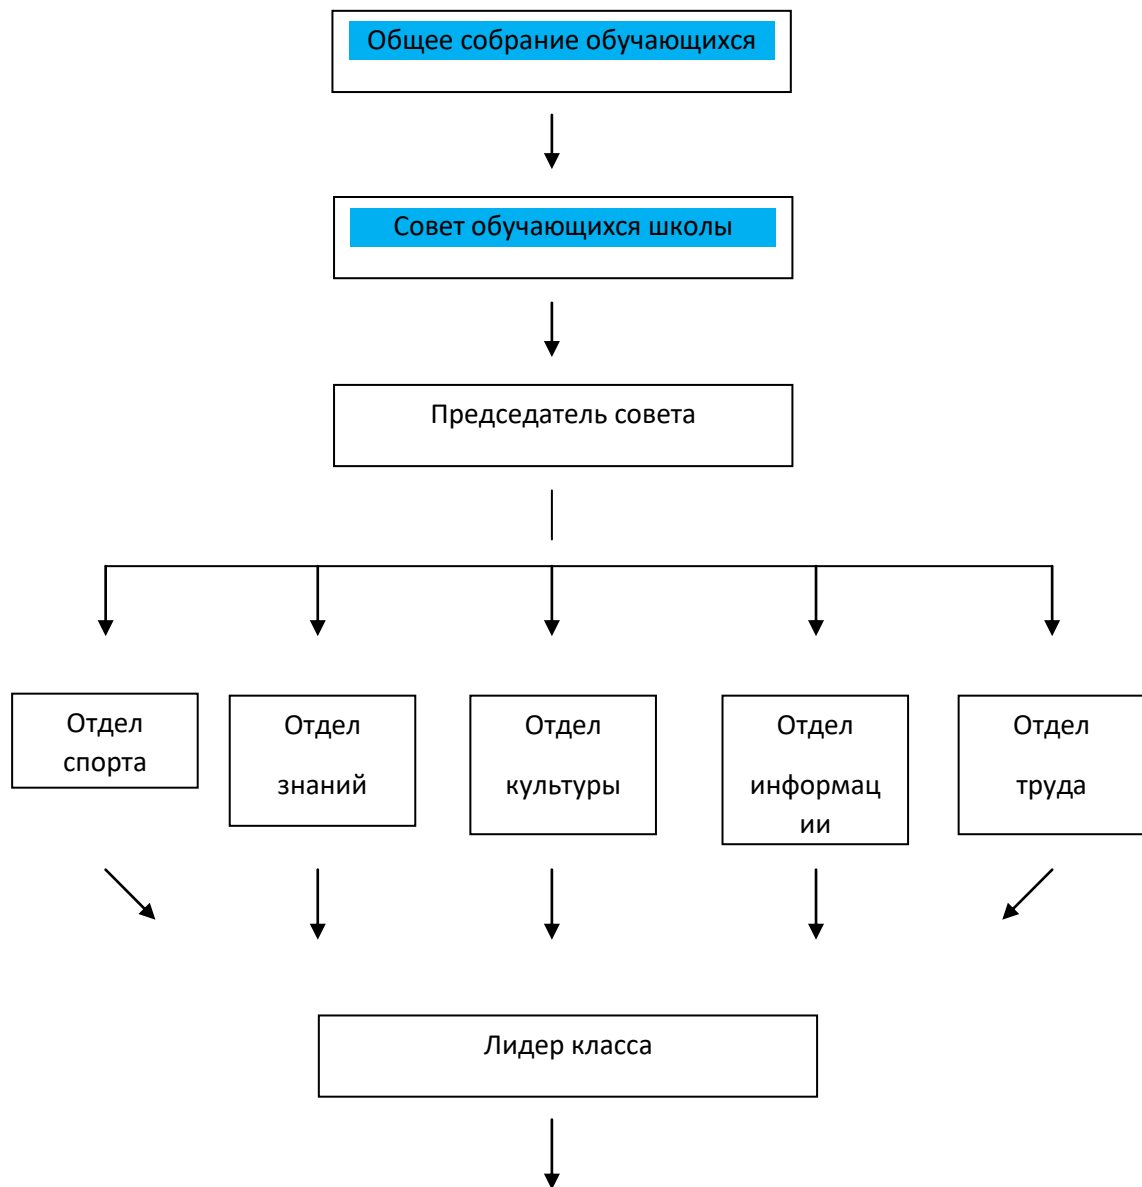 Общее собрание обучающихся
Совет обучающихся школы
Председатель совета
Отдел
спорта
Отдел
знаний
Отдел
культуры
Отдел
информац
ии
Отдел
труда
Лидер класса